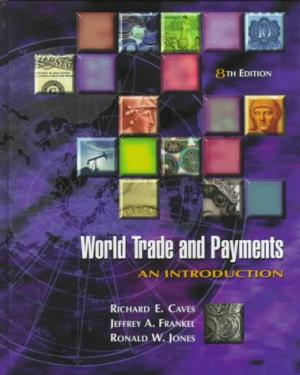 8TH EDITION
World Trade and Payments
AN INTRODUCTION
RICHARD E. CAVES
JEFFREY A. FRANKEL
RONALD W. JONES